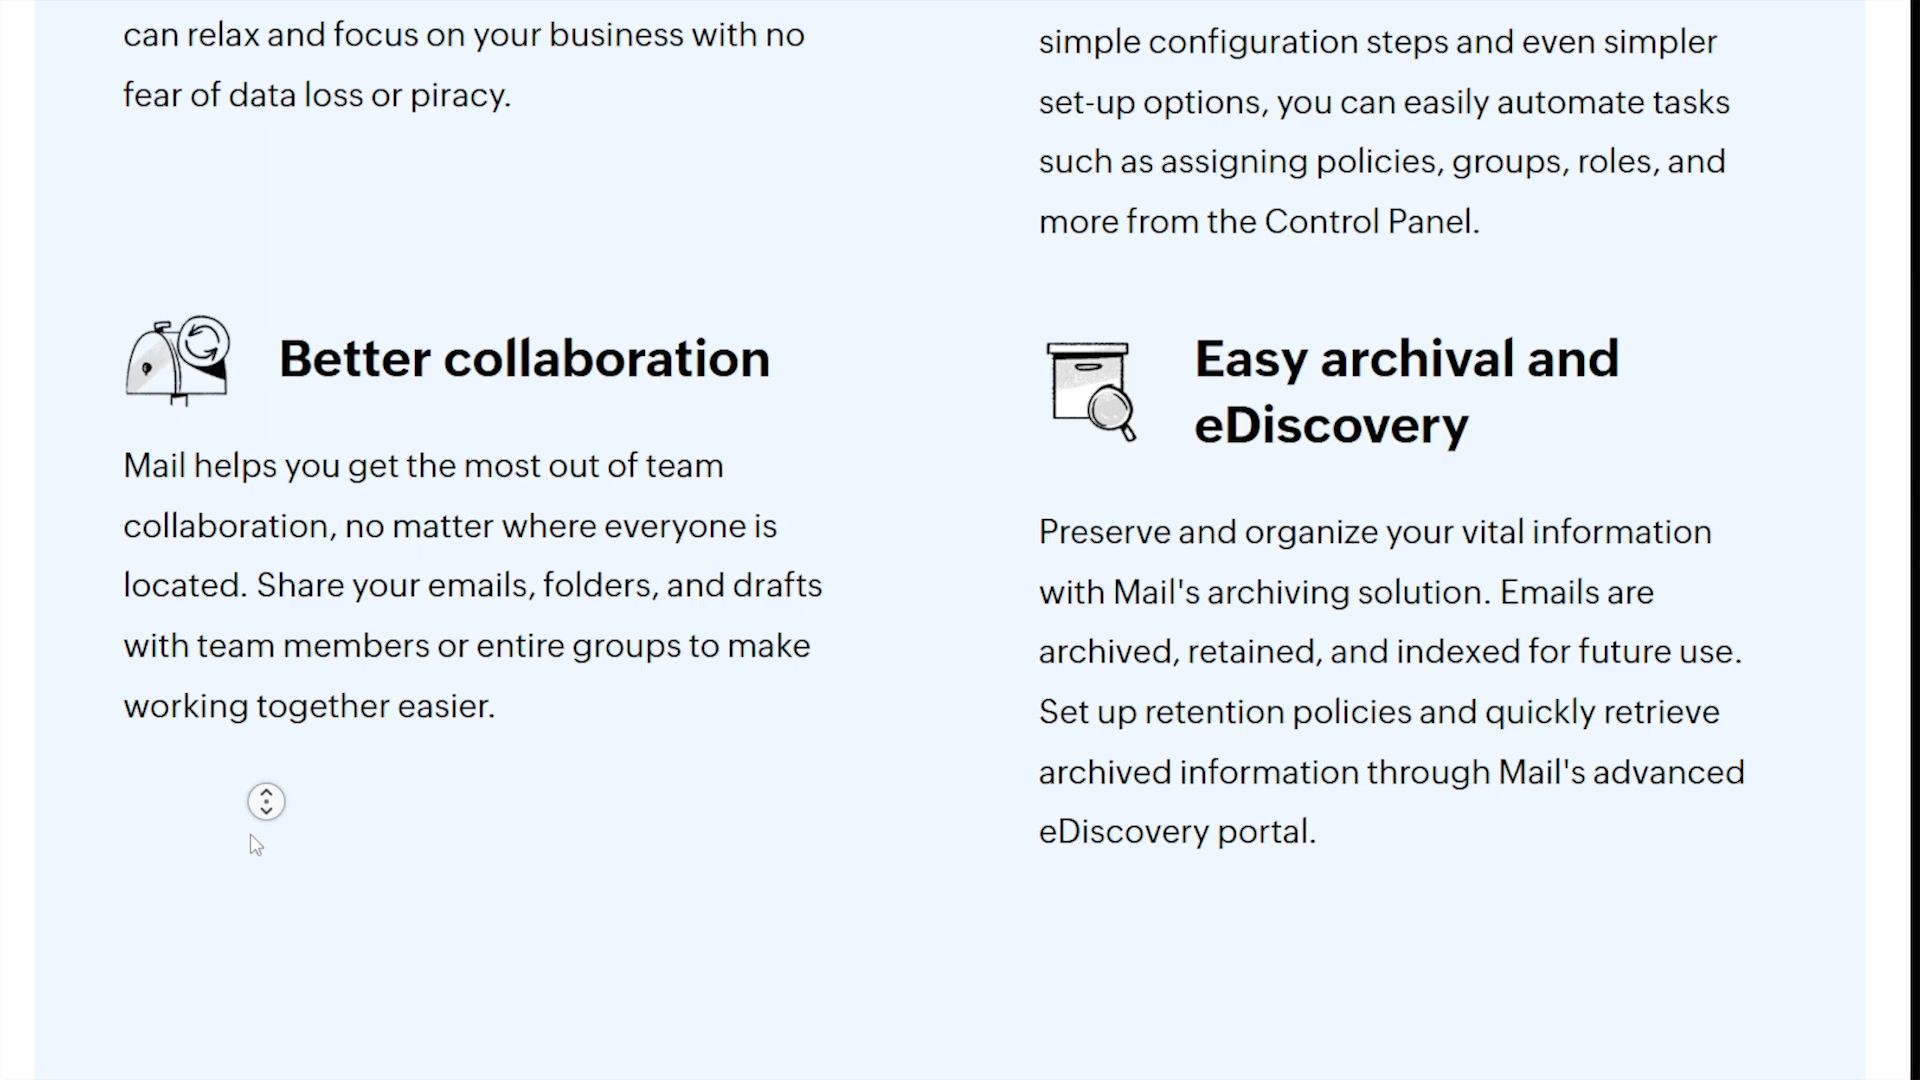 can relax and focus on your business with no
fear of data loss or piracy.
simple configuration steps and even simpler
set-up options, you can easily automate tasks
such as assigning policies, groups, roles, and
more from the Control Panel.
Better collaboration
Mail helps you get the most out of team
collaboration, no matter where everyone is
located. Share your emails, folders, and drafts
with team members or entire groups to make
working together easier.
Easy archival and
eDiscovery
Preserve and organize your vital information
with Mail's archiving solution. Emails are
archived, retained, and indexed for future use.
Set up retention policies and quickly retrieve
archived information through Mail's advanced
eDiscovery portal.